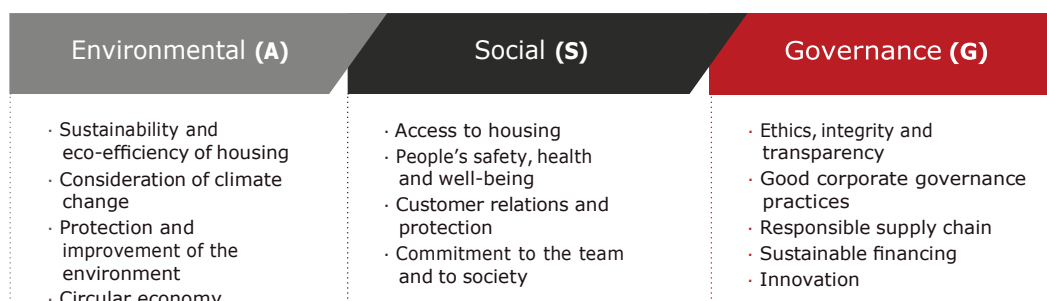 Environmental (A)
· Sustainability and
eco-efficiency of housing
· Consideration of climate
change
· Protection and
improvement of the
environment
· Circular economy
Social (S)
· Access to housing
· People's safety, health
and well-being
· Customer relations and
protection
· Commitment to the team
and to society
Governance (G)
· Ethics, integrity and
transparency
· Good corporate governance
practices
· Responsible supply chain
· Sustainable financing
· Innovation